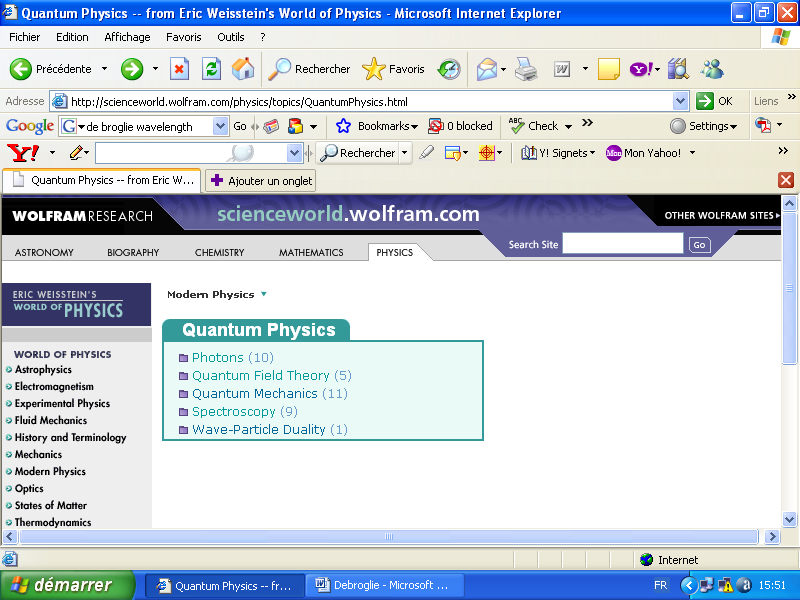 Quantum Physics -- from Eric Weisstein's World of Physics - Microsoft Internet Explorer
Fichier Edition Affichage Favoris Outils ?
Précédente Rechercher Favoris
Adresse http://scienceworld.wolfram.com/physics/topics/QuantumPhysics.html OK Liens »
Google G de broglie wavelength Go Bookmarks 0 blocked ABC Check » Settings
Y! Rechercher Y! Signets Mon Mon Yahoo! »
Quantum Physics -- from Eric W... Ajouter un onglet
WOLFRAM RESEARCH scienceworld.wolfram.com OTHER WOLFRAM SITES
ASTRONOMY BIOGRAPHY CHEMISTRY MATHEMATICS PHYSICS Search Site Go
ERIC WEISSTEIN'S
WORLD OF PHYSICS
Modern Physics
Quantum Physics
Photons (10)
Quantum Field Theory (5)
Quantum Mechanics (11)
Spectroscopy (9)
Wave-Particle Duality (1)
WORLD OF PHYSICS
Astrophysics
Electromagnetism
Experimental Physics
Fluid Mechanics
History and Terminology
Mechanics
Modern Physics
Optics
States of Matter
Thermodynamics
Internet
démarrer Quantum Physics -- fr... Debroglie - Microsoft ... FR 15:51